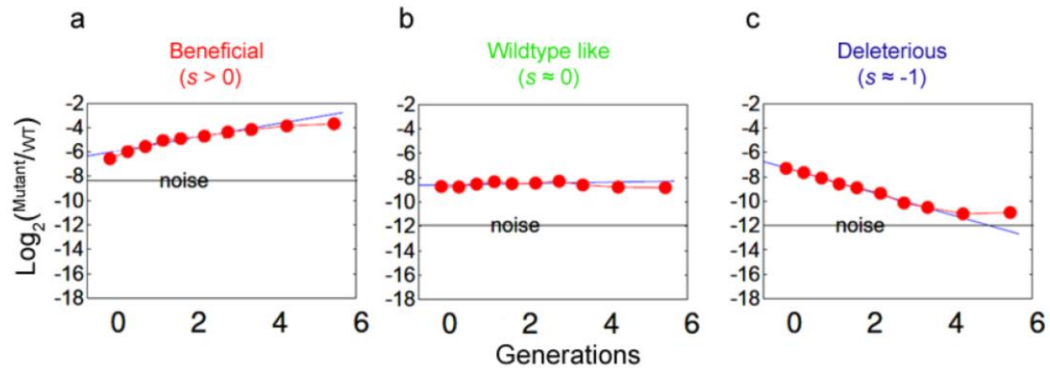 a
b
c
Beneficial
(s > 0)
Wildtype like
(s ≈ 0)
Deleterious
(s ≈ -1)
Log2(Mutant/WT)
-2
-4
-6
-8
-10
-12
-14
-16
-18
noise
0 2 4 6
-2
-4
-6
-8
-10
-12
-14
-16
-18
noise
0 2 4 6
-2
-4
-6
-8
-10
-12
-14
-16
-18
noise
0 2 4 6
Generations